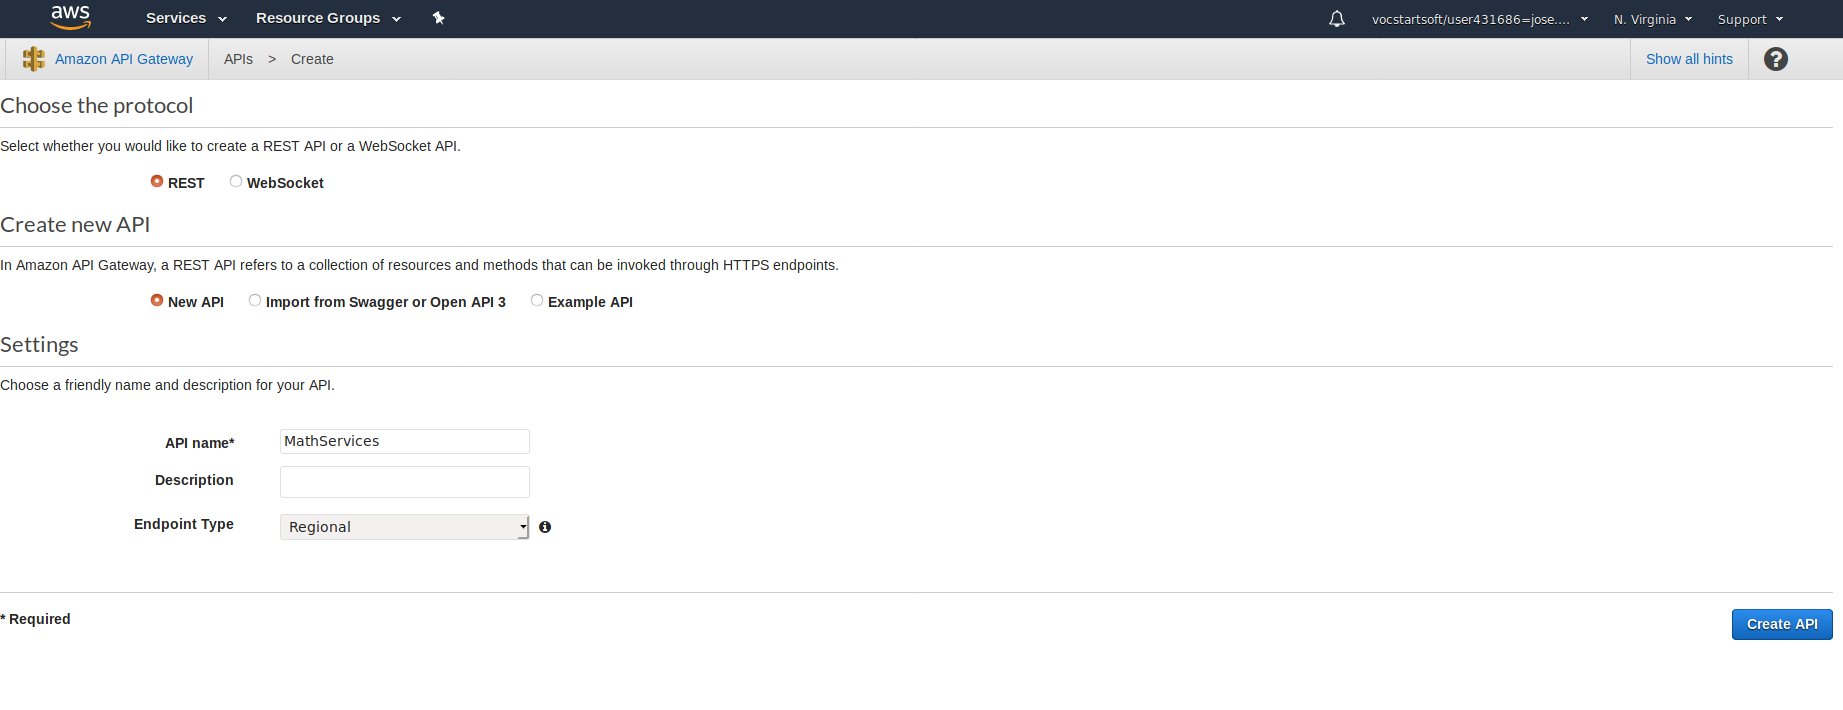 aws Services Resource Groups vocstartsoft/user431686=jose.... N. Virginia Support
Amazon API Gateway APIs > Create Show all hints ?
Choose the protocol
Select whether you would like to create a REST API or a WebSocket API.
REST WebSocket
Create new API
In Amazon API Gateway, a REST API refers to a collection of resources and methods that can be invoked through HTTPS endpoints.
New API Import from Swagger or Open API 3 Example API
Settings
Choose a friendly name and description for your API.
API name* MathServices
Description
Endpoint Type Regional
* Required Create API